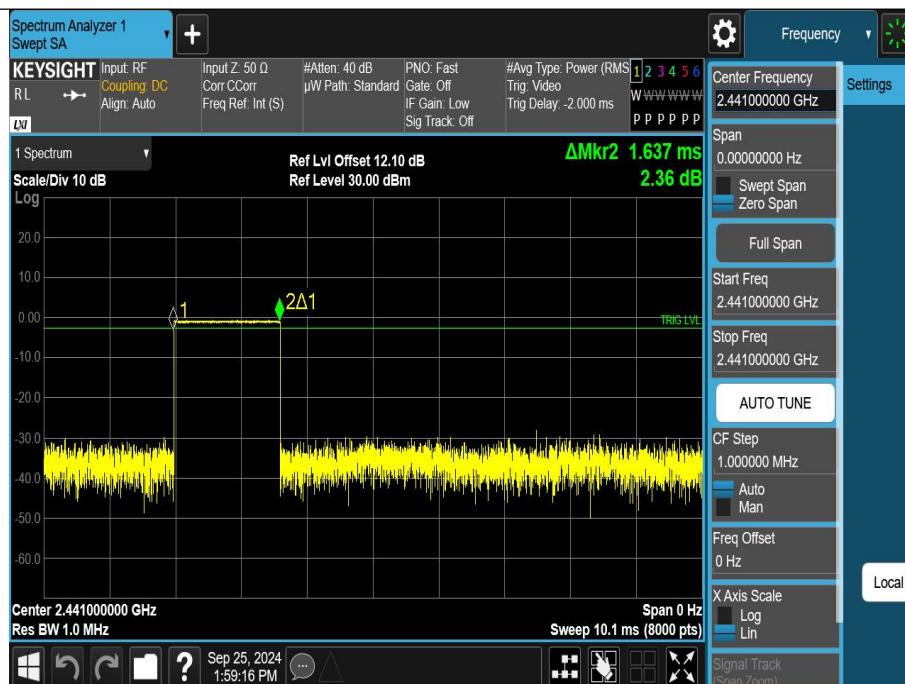 Spectrum Analyzer 1
Swept SA
Frequency
KEYSIGHT
RL
LXI
Input: RF
Coupling: DC
Align: Auto
Input Z: 50 Ω
Corr CCorr
Freq Ref: Int (S)
#Atten: 40 dB
µW Path: Standard
PNO: Fast
Gate: Off
IF Gain: Low
Sig Track: Off
#Avg Type: Power (RMS
Trig: Video
Trig Delay: -2.000 ms
1 2 3 4 5 6
W W W W W W
P P P P P P
1 Spectrum
Scale/Div 10 dB
Log
Ref Lvl Offset 12.10 dB
Ref Level 30.00 dBm
ΔMkr2 1.637 ms
2.36 dB
20.0
10.0
0.00
-10.0
-20.0
-30.0
-40.0
-50.0
-60.0
1
2Δ1
TRIG LVL
Center 2.441000000 GHz
Res BW 1.0 MHz
Span 0 Hz
Sweep 10.1 ms (8000 pts)
Sep 25, 2024
1:59:16 PM
Center Frequency
2.441000000 GHz
Span
0.00000000 Hz
Swept Span
Zero Span
Full Span
Start Freq
2.441000000 GHz
Stop Freq
2.441000000 GHz
AUTO TUNE
CF Step
1.000000 MHz
Auto
Man
Freq Offset
0 Hz
X Axis Scale
Log
Lin
Signal Track
(Span Zoom)
Settings
Local